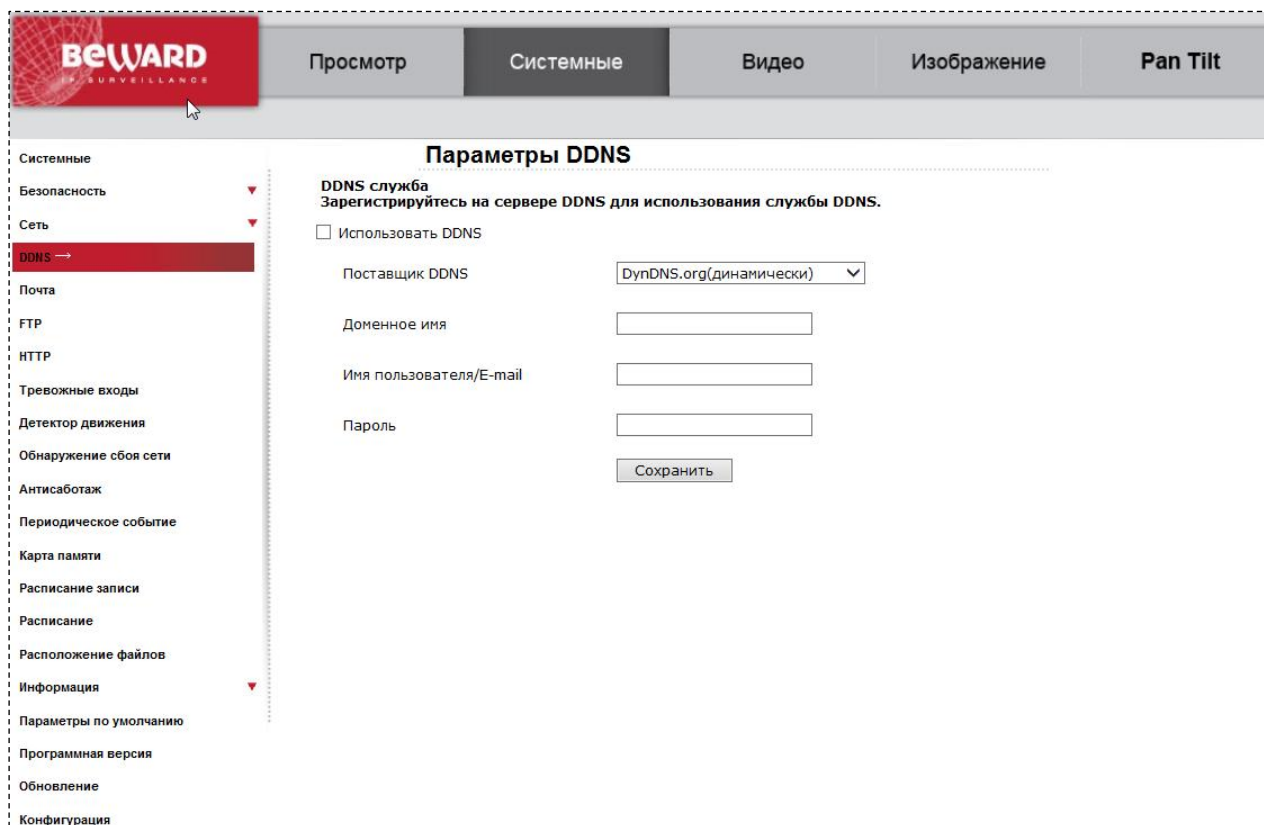 BEWARD
IP SURVEILLANCE
Просмотр
Системные
Видео
Изображение
Pan Tilt
Системные
Безопасность
Сеть
DDNS →
Почта
FTP
HTTP
Тревожные входы
Детектор движения
Обнаружение сбоя сети
Антисаботаж
Периодическое событие
Карта памяти
Расписание записи
Расписание
Расположение файлов
Информация
Параметры по умолчанию
Программная версия
Обновление
Конфигурация
Параметры DDNS
DDNS служба
Зарегистрируйтесь на сервере DDNS для использования службы DDNS.
Использовать DDNS
Поставщик DDNS
DynDNS.org(динамически)
Доменное имя
Имя пользователя/E-mail
Пароль
Сохранить